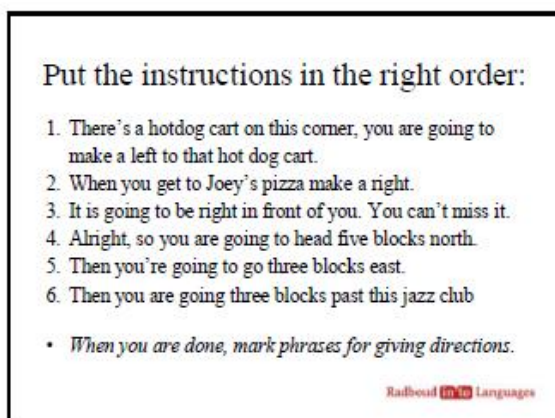 Put the instructions in the right order:
1. There's a hotdog cart on this corner, you are going to
make a left to that hot dog cart.
2. When you get to Joey's pizza make a right.
3. It is going to be right in front of you. You can't miss it.
4. Alright, so you are going to head five blocks north.
5. Then you're going to go three blocks east.
6. Then you are going three blocks past this jazz club
• When you are done, mark phrases for giving directions.
Radboud in'to Languages